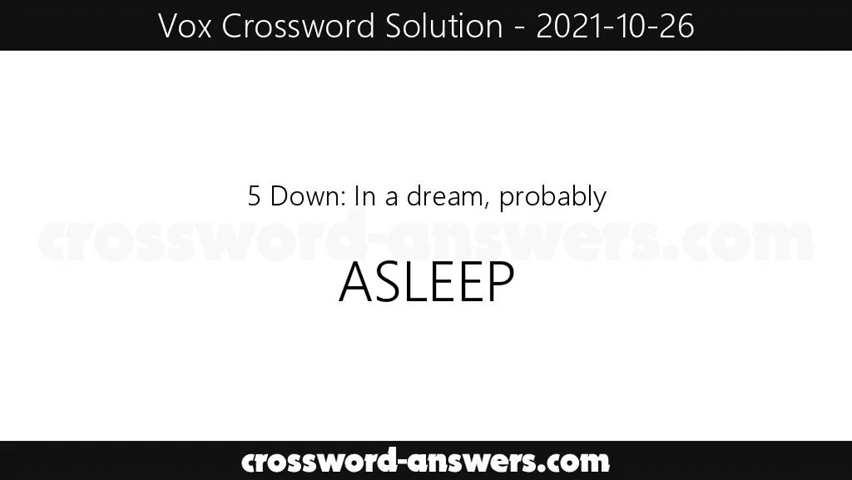 Vox Crossword Solution - 2021-10-26
5 Down: In a dream, probably
crossword-answers.com
ASLEEP
crossword-answers.com